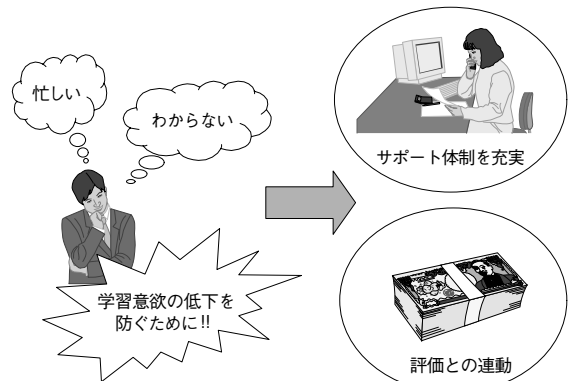 忙しい
わからない
学習意欲の低下を
防ぐために!!
サポート体制を充実
評価との連動